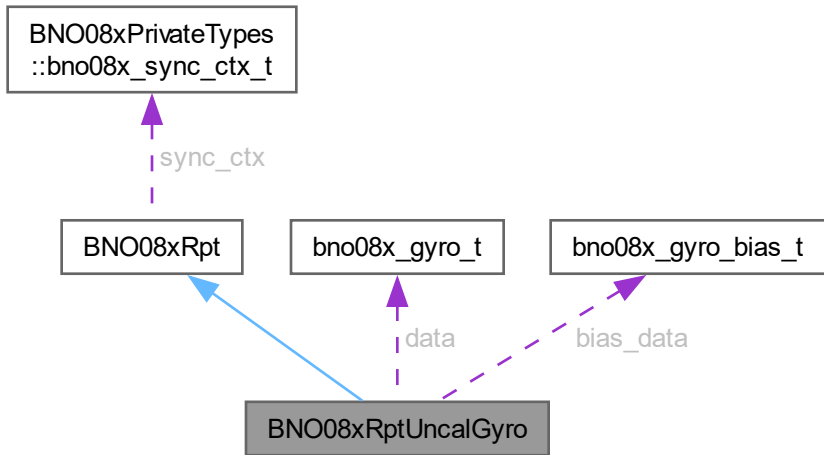 BNO08xPrivateTypes
::bno08x_sync_ctx_t
sync_ctx
BNO08xRpt
bno08x_gyro_t
bno08x_gyro_bias_t
data
bias_data
BNO08xRptUncalGyro